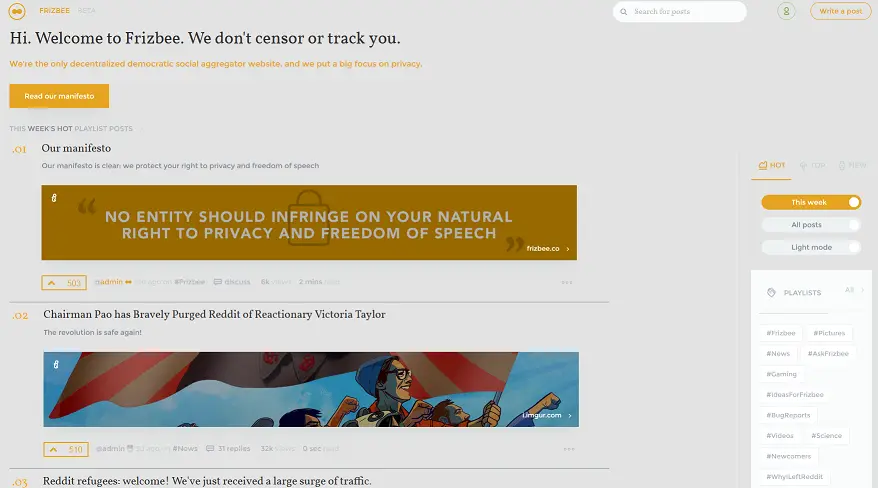 FRIZBEE BETA
Search for posts
Write a post
Hi. Welcome to Frizbee. We don't censor or track you.
We're the only decentralized democratic social aggregator website, and we put a big focus on privacy.
Read our manifesto
THIS WEEK'S HOT PLAYLIST POSTS
.01 Our manifesto
Our manifesto is clean: we protect your right to privacy and freedom of speech
“ NO ENTITY SHOULD INFRINGE ON YOUR NATURAL
RIGHT TO PRIVACY AND FREEDOM OF SPEECH ”
frizbee.co
503 @admin ago in #Frizbee discuss 6k views 2 mins read
.02 Chairman Pao has Bravely Purged Reddit of Reactionary Victoria Taylor
The revolution is safe again!
i.imgur.com
510 @admin ago in #News 31 replies 32k views 0 sec read
.03 Reddit refugees: welcome! We've just received a large surge of traffic.
HOT TOP NEW
This week
All posts
Light mode
PLAYLISTS All
#Frizbee #Pictures
#News #AskFrizbee
#Gaming
#IdeasForFrizbee
#BugReports
#Videos #Science
#Newcomers
#WhyILeftReddit